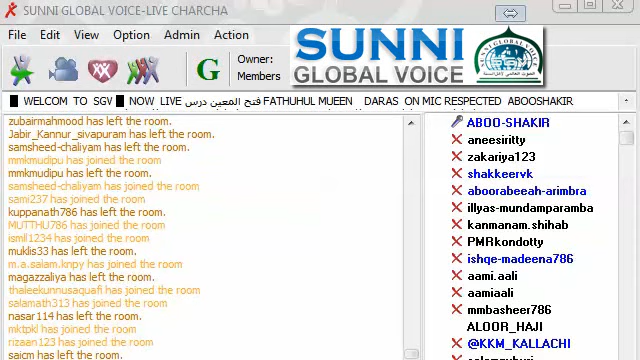 SUNNI GLOBAL VOICE-LIVE CHARCHA
File Edit View Option Admin Action
G
Owner:
Members
SUNNI
GLOBAL VOICE
SUNNI GLOBAL VOICE
WELCOM TO SGV NOW LIVE فتح المعين درس FATHUHUL MUEEN DARAS ON MIC RESPECTED ABOOSHAKIR
zubairmahmood has left the room.
Jabir_Kannur_sivapuram has left the room.
samsheed-chaliyam has left the room.
mmkmudipu has joined the room
mmkmudipu has left the room.
samsheed-chaliyam has joined the room
sami237 has joined the room
kuppanath786 has left the room.
MUTTHU786 has joined the room
ismll1234 has joined the room
muklis33 has left the room.
m.a.salam.knpy has joined the room
magazzaliya has left the room.
thaleekunnusaquafi has joined the room
salamath313 has joined the room
nasar114 has left the room.
mktpkl has joined the room
rizaan123 has joined the room
saicm has left the room.
ABOO-SHAKIR
aneesiritty
zakariya123
shakkeervk
aboorabeeah-arimbra
illyas-mundamparamba
kanmanam.shihab
PMRkondotty
ishqe-madeena786
aami.aali
aamiaali
mmbasheer786
ALOOR_HAJI
@KKM_KALLACHI